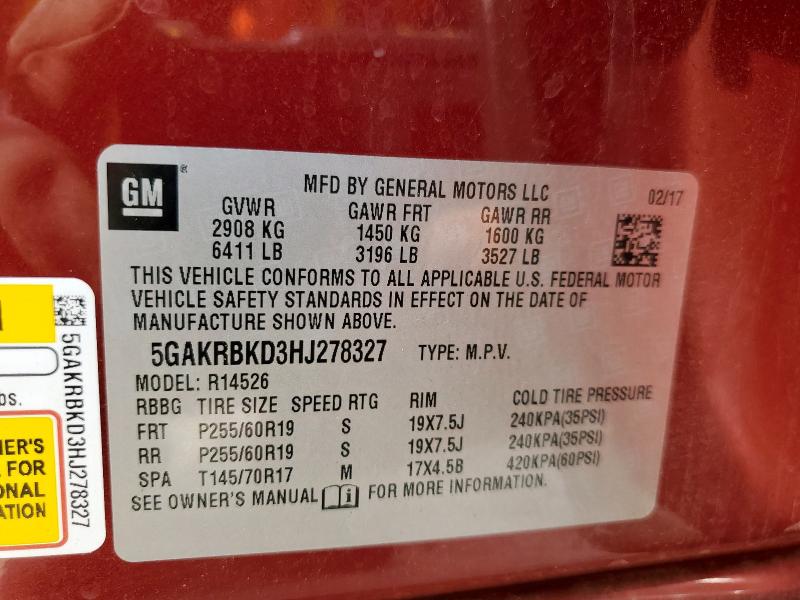 GM
MFD BY GENERAL MOTORS LLC
02/17
GVWR GAWR FRT GAWR RR
2908 KG 1450 KG 1600 KG
6411 LB 3196 LB 3527 LB
THIS VEHICLE CONFORMS TO ALL APPLICABLE U.S. FEDERAL MOTOR
VEHICLE SAFETY STANDARDS IN EFFECT ON THE DATE OF
MANUFACTURE SHOWN ABOVE.
5GAKRBKD3HJ278327 TYPE: M.P.V.
MODEL: R14526
RBBG TIRE SIZE SPEED RTG RIM COLD TIRE PRESSURE
FRT P255/60R19 S 19X7.5J 240KPA(35PSI)
RR P255/60R19 S 19X7.5J 240KPA(35PSI)
SPA T145/70R17 M 17X4.5B 420KPA(60PSI)
SEE OWNER'S MANUAL FOR MORE INFORMATION.
5GAKRBKD3HJ278327
NER'S
FOR
ONAL
ATION